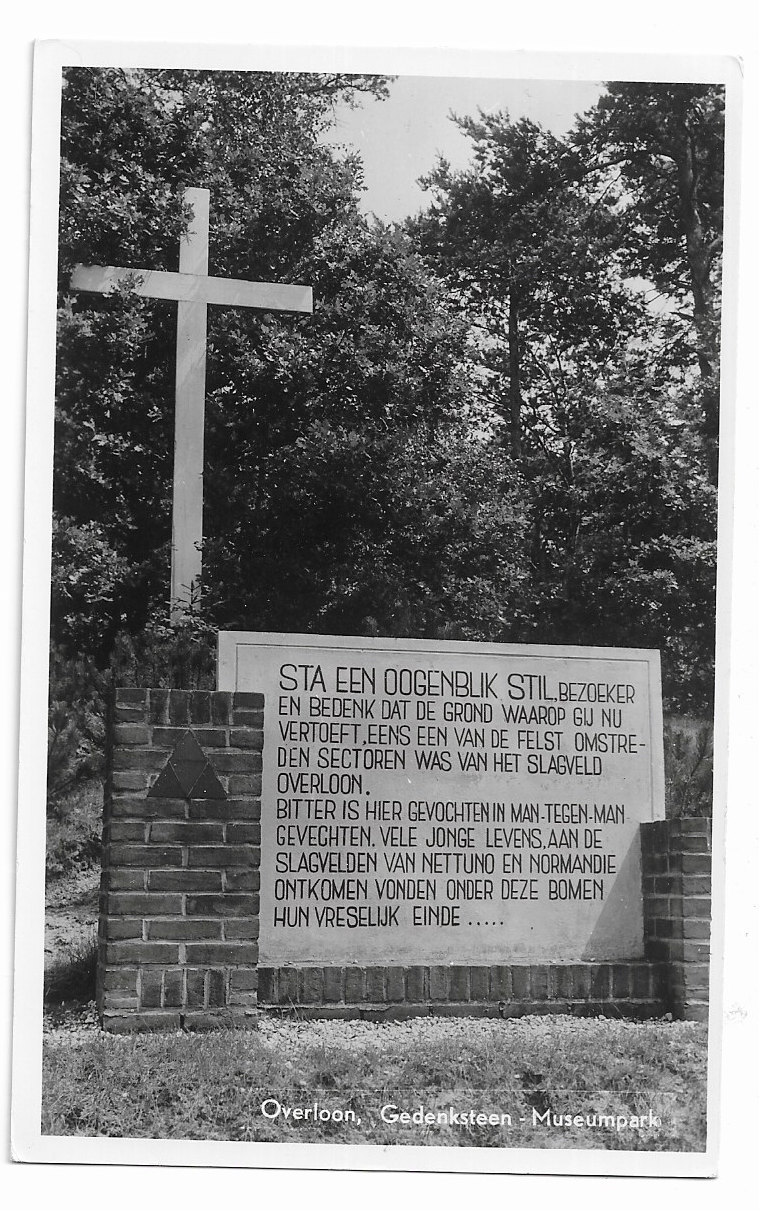 STA EEN OOGENBLIK STIL, BEZOEKER
EN BEDENK DAT DE GROND WAAROP GIJ NU
VERTOEFT, EENS EEN VAN DE FELST OMSTRE-
DEN SECTOREN WAS VAN HET SLAGVELD
OVERLOON.
BITTER IS HIER GEVOCHTEN IN MAN-TEGEN-MAN
GEVECHTEN. VELE JONGE LEVENS, AAN DE
SLAGVELDEN VAN NETTUNO EN NORMANDIE
ONTKOMEN VONDEN ONDER DEZE BOMEN
HUN VRESELIJK EINDE .....
Overloon, Gedenksteen - Museumpark